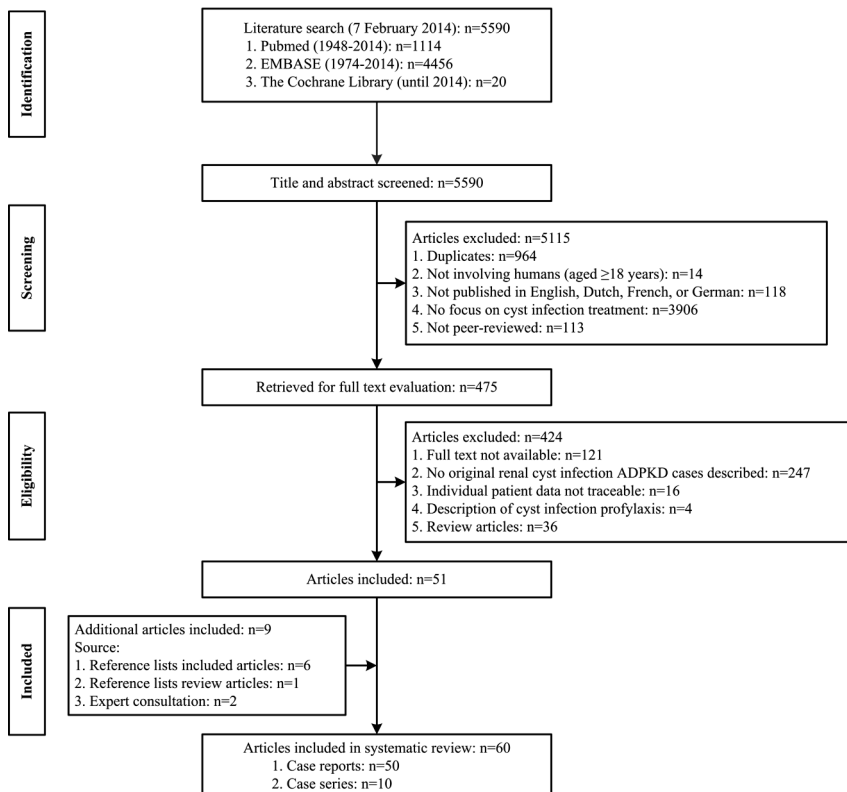 Identification
Literature search (7 February 2014): n=5590
1. Pubmed (1948-2014): n=1114
2. EMBASE (1974-2014): n=4456
3. The Cochrane Library (until 2014): n=20
Title and abstract screened: n=5590
Screening
Articles excluded: n=5115
1. Duplicates: n=964
2. Not involving humans (aged ≥18 years): n=14
3. Not published in English, Dutch, French, or German: n=118
4. No focus on cyst infection treatment: n=3906
5. Not peer-reviewed: n=113
Retrieved for full text evaluation: n=475
Eligibility
Articles excluded: n=424
1. Full text not available: n=121
2. No original renal cyst infection ADPKD cases described: n=247
3. Individual patient data not traceable: n=16
4. Description of cyst infection profylaxis: n=4
5. Review articles: n=36
Articles included: n=51
Included
Additional articles included: n=9
Source:
1. Reference lists included articles: n=6
2. Reference lists review articles: n=1
3. Expert consultation: n=2
Articles included in systematic review: n=60
1. Case reports: n=50
2. Case series: n=10